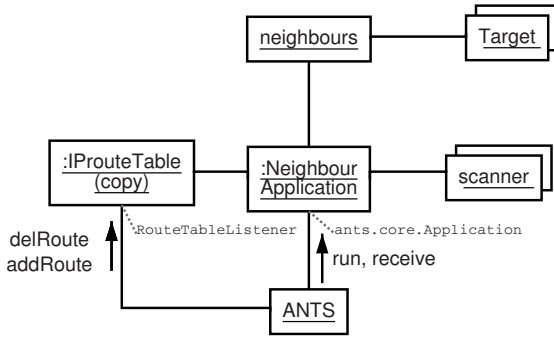 neighbours
Target
:IProuteTable
(copy)
:Neighbour
Application
scanner
RouteTableListener
ants.core.Application
delRoute
addRoute
run, receive
ANTS